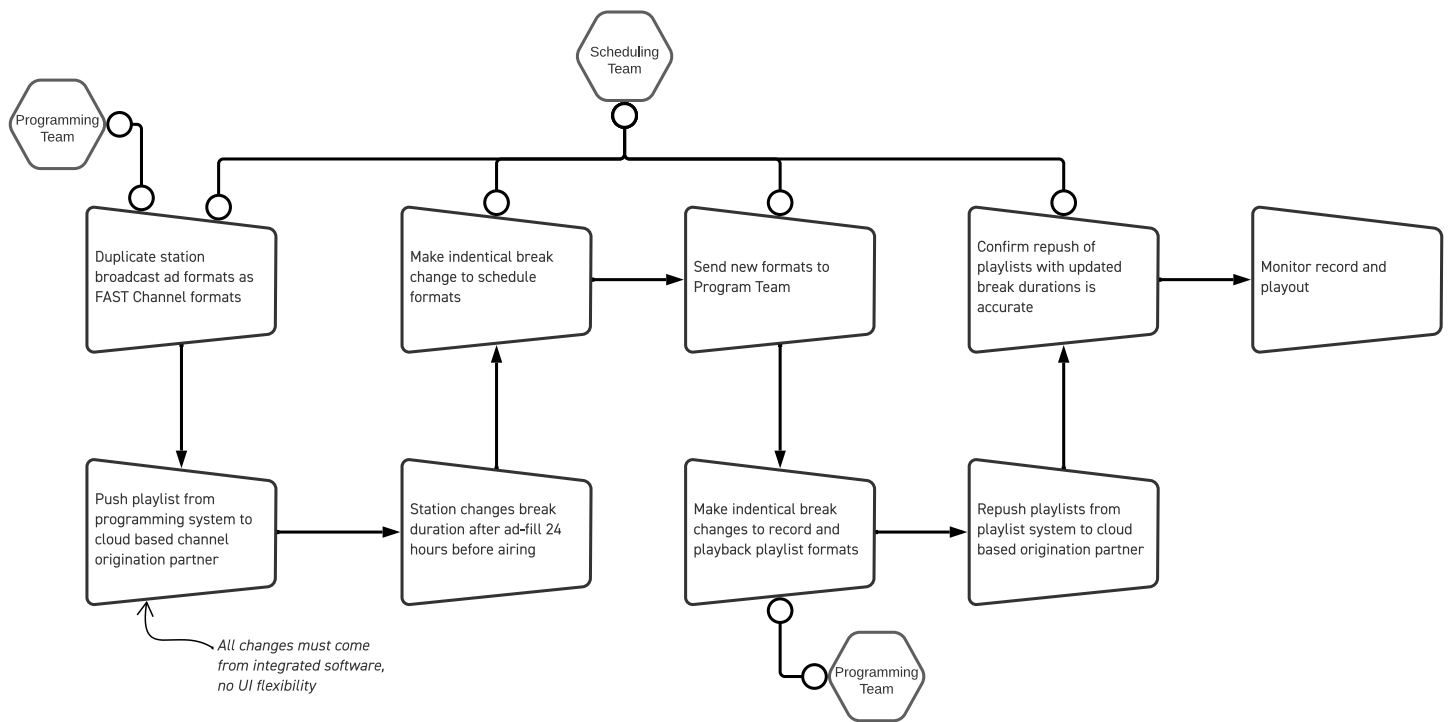 Scheduling
Team
Programming
Team
Duplicate station
broadcast ad formats as
FAST Channel formats
Make indentical break
change to schedule
formats
Send new formats to
Program Team
Confirm repush of
playlists with updated
break durations is
accurate
Monitor record and
playout
Push playlist from
programming system to
cloud based channel
origination partner
Station changes break
duration after ad-fill 24
hours before airing
Make indentical break
changes to record and
playback playlist formats
Repush playlists from
playlist system to cloud
based origination partner
All changes must come
from integrated software,
no UI flexibility
Programming
Team